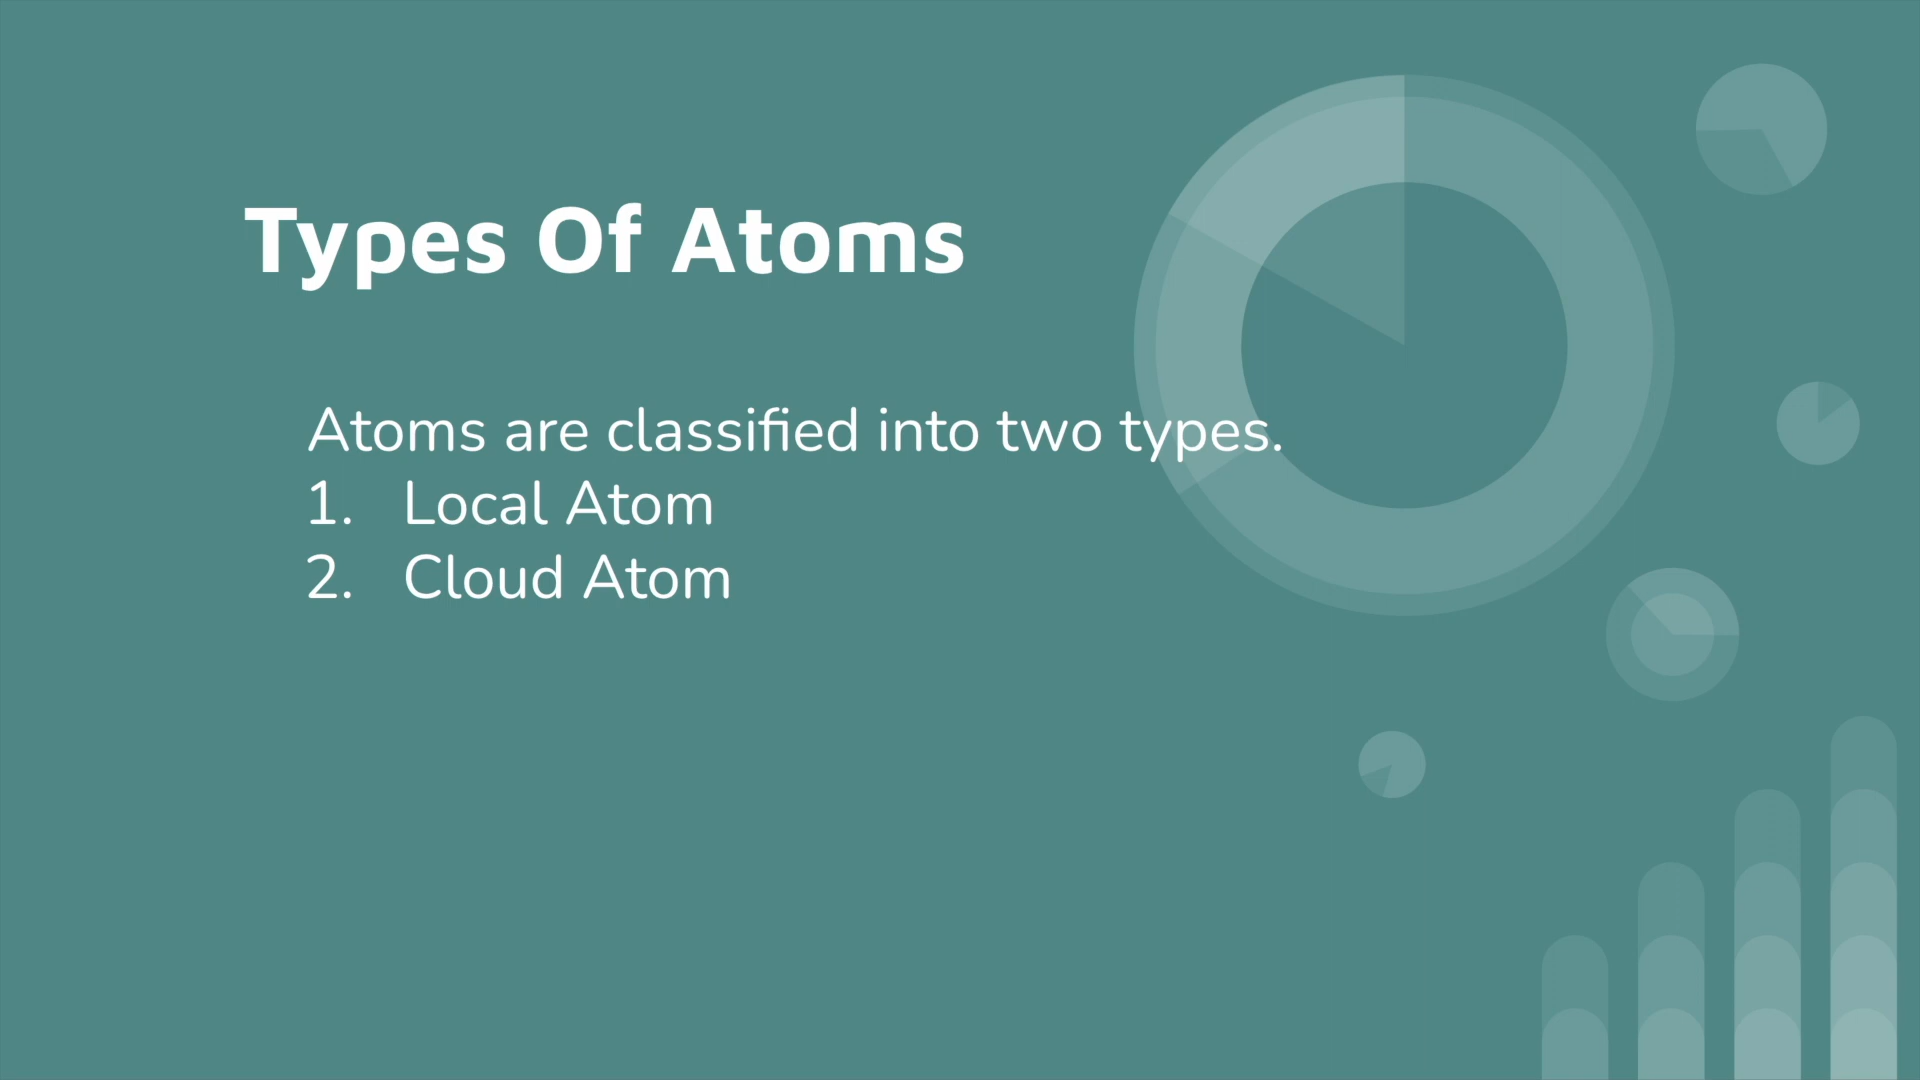 Types Of Atoms
Atoms are classified into two types.
1. Local Atom
2. Cloud Atom